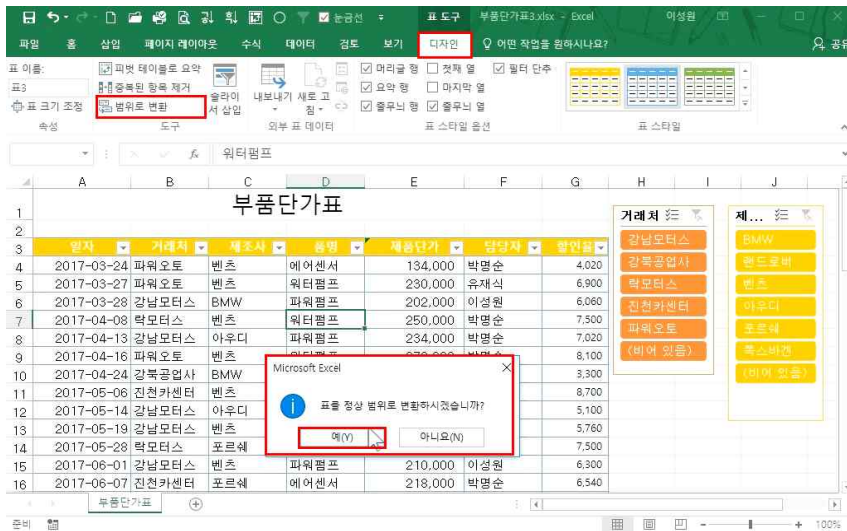 눈금선
표 도구
부품단가표3.xlsx - Excel
이성원
파일 홈 삽입 페이지 레이아웃 수식 데이터 검토 보기 디자인 어떤 작업을 원하시나요? 공유
표 이름:
표3
표 크기 조정
속성
피벗 테이블로 요약
중복된 항목 제거
범위로 변환
슬라이서 삽입
도구
내보내기 새로 고침
외부 표 데이터
머리글 행 첫째 열 필터 단추
요약 행 마지막 열
줄무늬 행 줄무늬 열
표 스타일 옵션
표 스타일
fx 워터펌프
A B C D E F G H I J
1 부품단가표
2
3 일자 거래처 제조사 품명 제품단가 담당자 할인율
4 2017-03-24 파워오토 벤츠 에어센서 134,000 박명순 4,020
5 2017-03-27 파워오토 벤츠 워터펌프 230,000 유재식 6,900
6 2017-03-28 강남모터스 BMW 파워펌프 202,000 이성원 6,060
7 2017-04-08 락모터스 벤츠 워터펌프 250,000 박명순 7,500
8 2017-04-13 강남모터스 아우디 파워펌프 234,000 박명순 7,020
9 2017-04-16 파워오토 벤츠 8,100
10 2017-04-24 강북공업사 BMW 3,300
11 2017-05-06 진천카센터 벤츠 8,700
12 2017-05-14 강남모터스 아우디 5,100
13 2017-05-19 강남모터스 벤츠 5,760
14 2017-05-28 락모터스 포르쉐 7,500
15 2017-06-01 강남모터스 벤츠 파워펌프 210,000 이성원 6,300
16 2017-06-07 진천카센터 포르쉐 에어센서 218,000 박명순 6,540
거래처
강남모터스
강북공업사
락모터스
진천카센터
파워오토
(비어 있음)
제...
BMW
랜드로버
벤츠
아우디
포르쉐
폭스바겐
(비어 있음)
Microsoft Excel
표를 정상 범위로 변환하시겠습니까?
예(Y) 아니요(N)
부품단가표
준비
100%